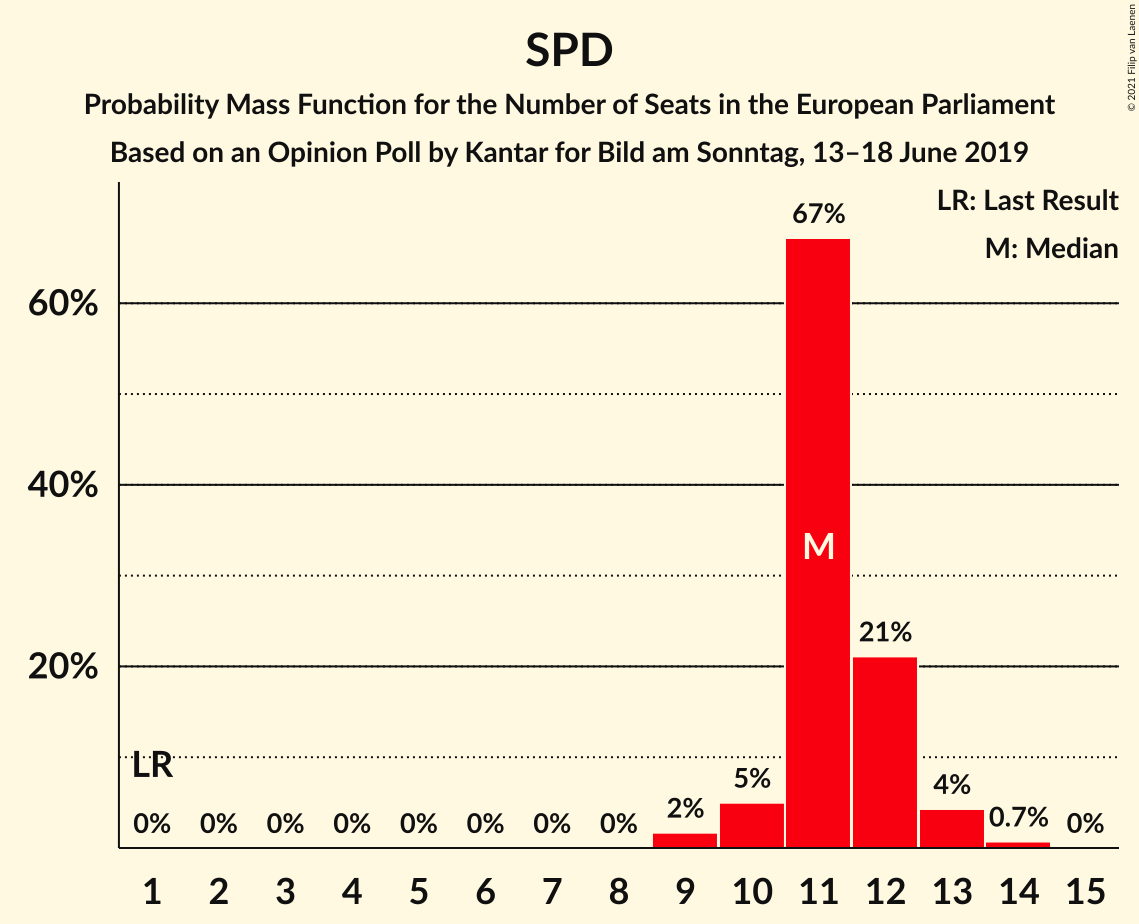 SPD
Probability Mass Function for the Number of Seats in the European Parliament
Based on an Opinion Poll by Kantar for Bild am Sonntag, 13–18 June 2019
© 2021 Filip van Laenen
LR: Last Result
M: Median
67%
60%
40%
M
21%
20%
LR
5%
4%
2%
0.7%
0% 0% 0% 0% 0% 0% 0% 0% 0%
1 2 3 4 5 6 7 8 9 10 11 12 13 14 15